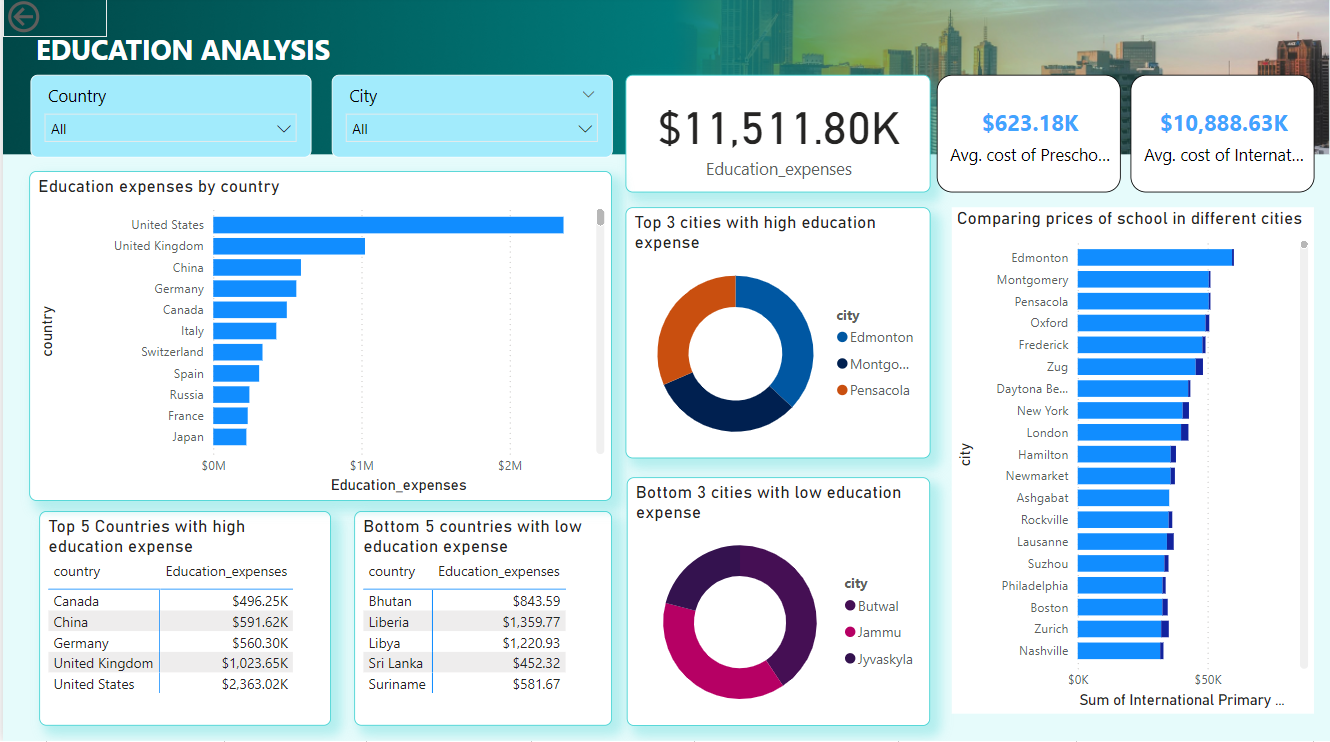 EDUCATION ANALYSIS
Country
All
City
All
$11,511.80K
Education_expenses
$623.18K
Avg. cost of Prescho...
$10,888.63K
Avg. cost of Internat...
Education expenses by country
country
United States
United Kingdom
China
Germany
Canada
Italy
Switzerland
Spain
Russia
France
Japan
$0M $1M $2M
Education_expenses
Top 3 cities with high education
expense
city
Edmonton
Montgo...
Pensacola
Comparing prices of school in different cities
city
Edmonton
Montgomery
Pensacola
Oxford
Frederick
Zug
Daytona Be...
New York
London
Hamilton
Newmarket
Ashgabat
Rockville
Lausanne
Suzhou
Philadelphia
Boston
Zurich
Nashville
$0K $50K
Sum of International Primary ...
Top 5 Countries with high
education expense
country Education_expenses
Canada $496.25K
China $591.62K
Germany $560.30K
United Kingdom $1,023.65K
United States $2,363.02K
Bottom 5 countries with low
education expense
country Education_expenses
Bhutan $843.59
Liberia $1,359.77
Libya $1,220.93
Sri Lanka $452.32
Suriname $581.67
Bottom 3 cities with low education
expense
city
Butwal
Jammu
Jyvaskyla